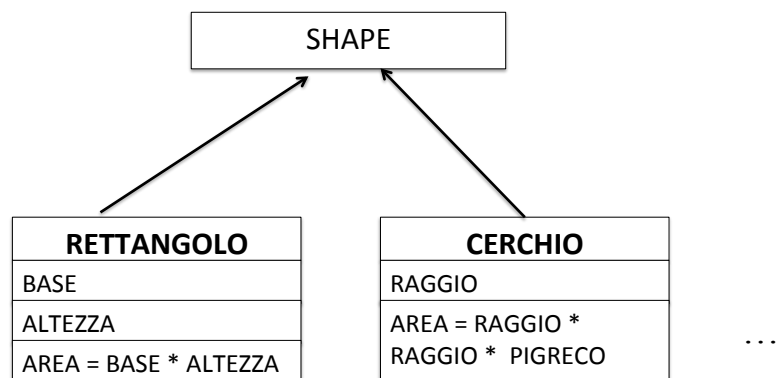 SHAPE
RETTANGOLO
BASE
ALTEZZA
AREA = BASE * ALTEZZA
CERCHIO
RAGGIO
AREA = RAGGIO *
RAGGIO * PIGRECO
...